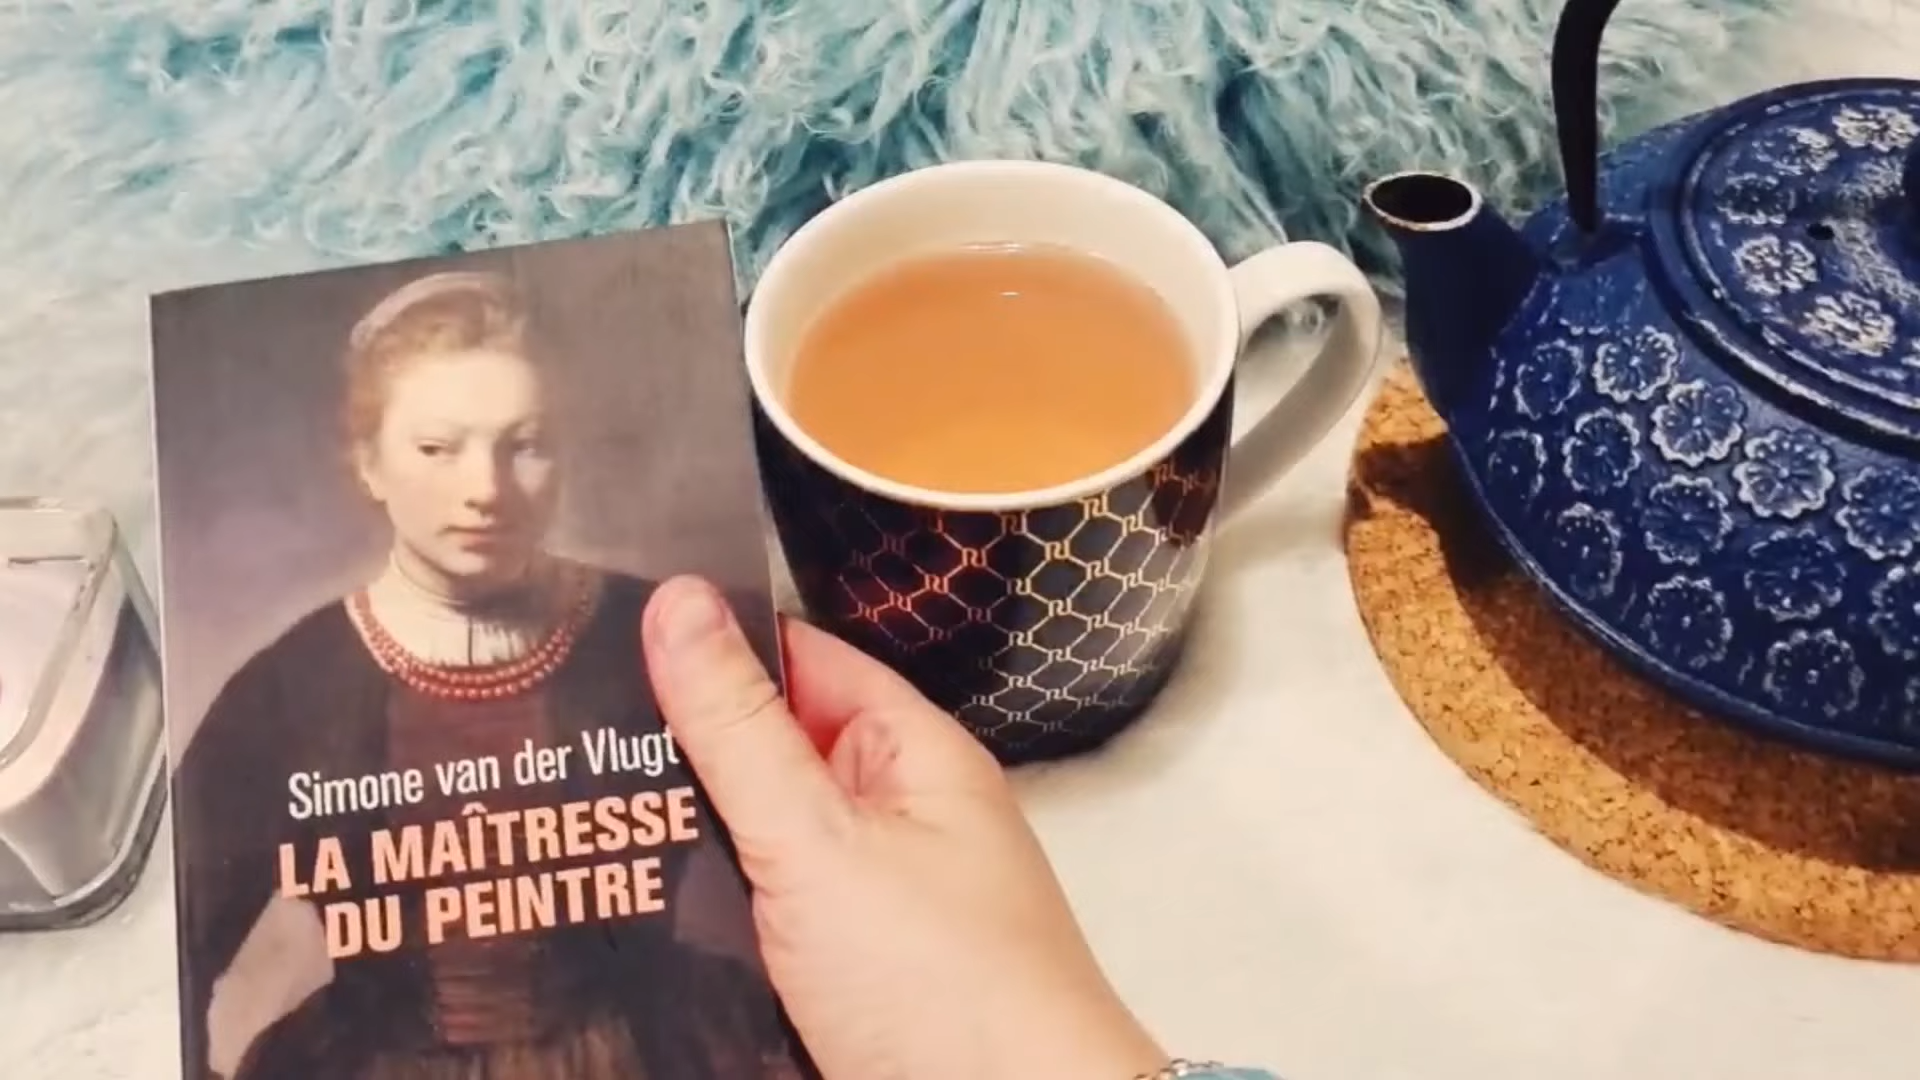 Simone van der Vlugt
LA MAÎTRESSE
DU PEINTRE